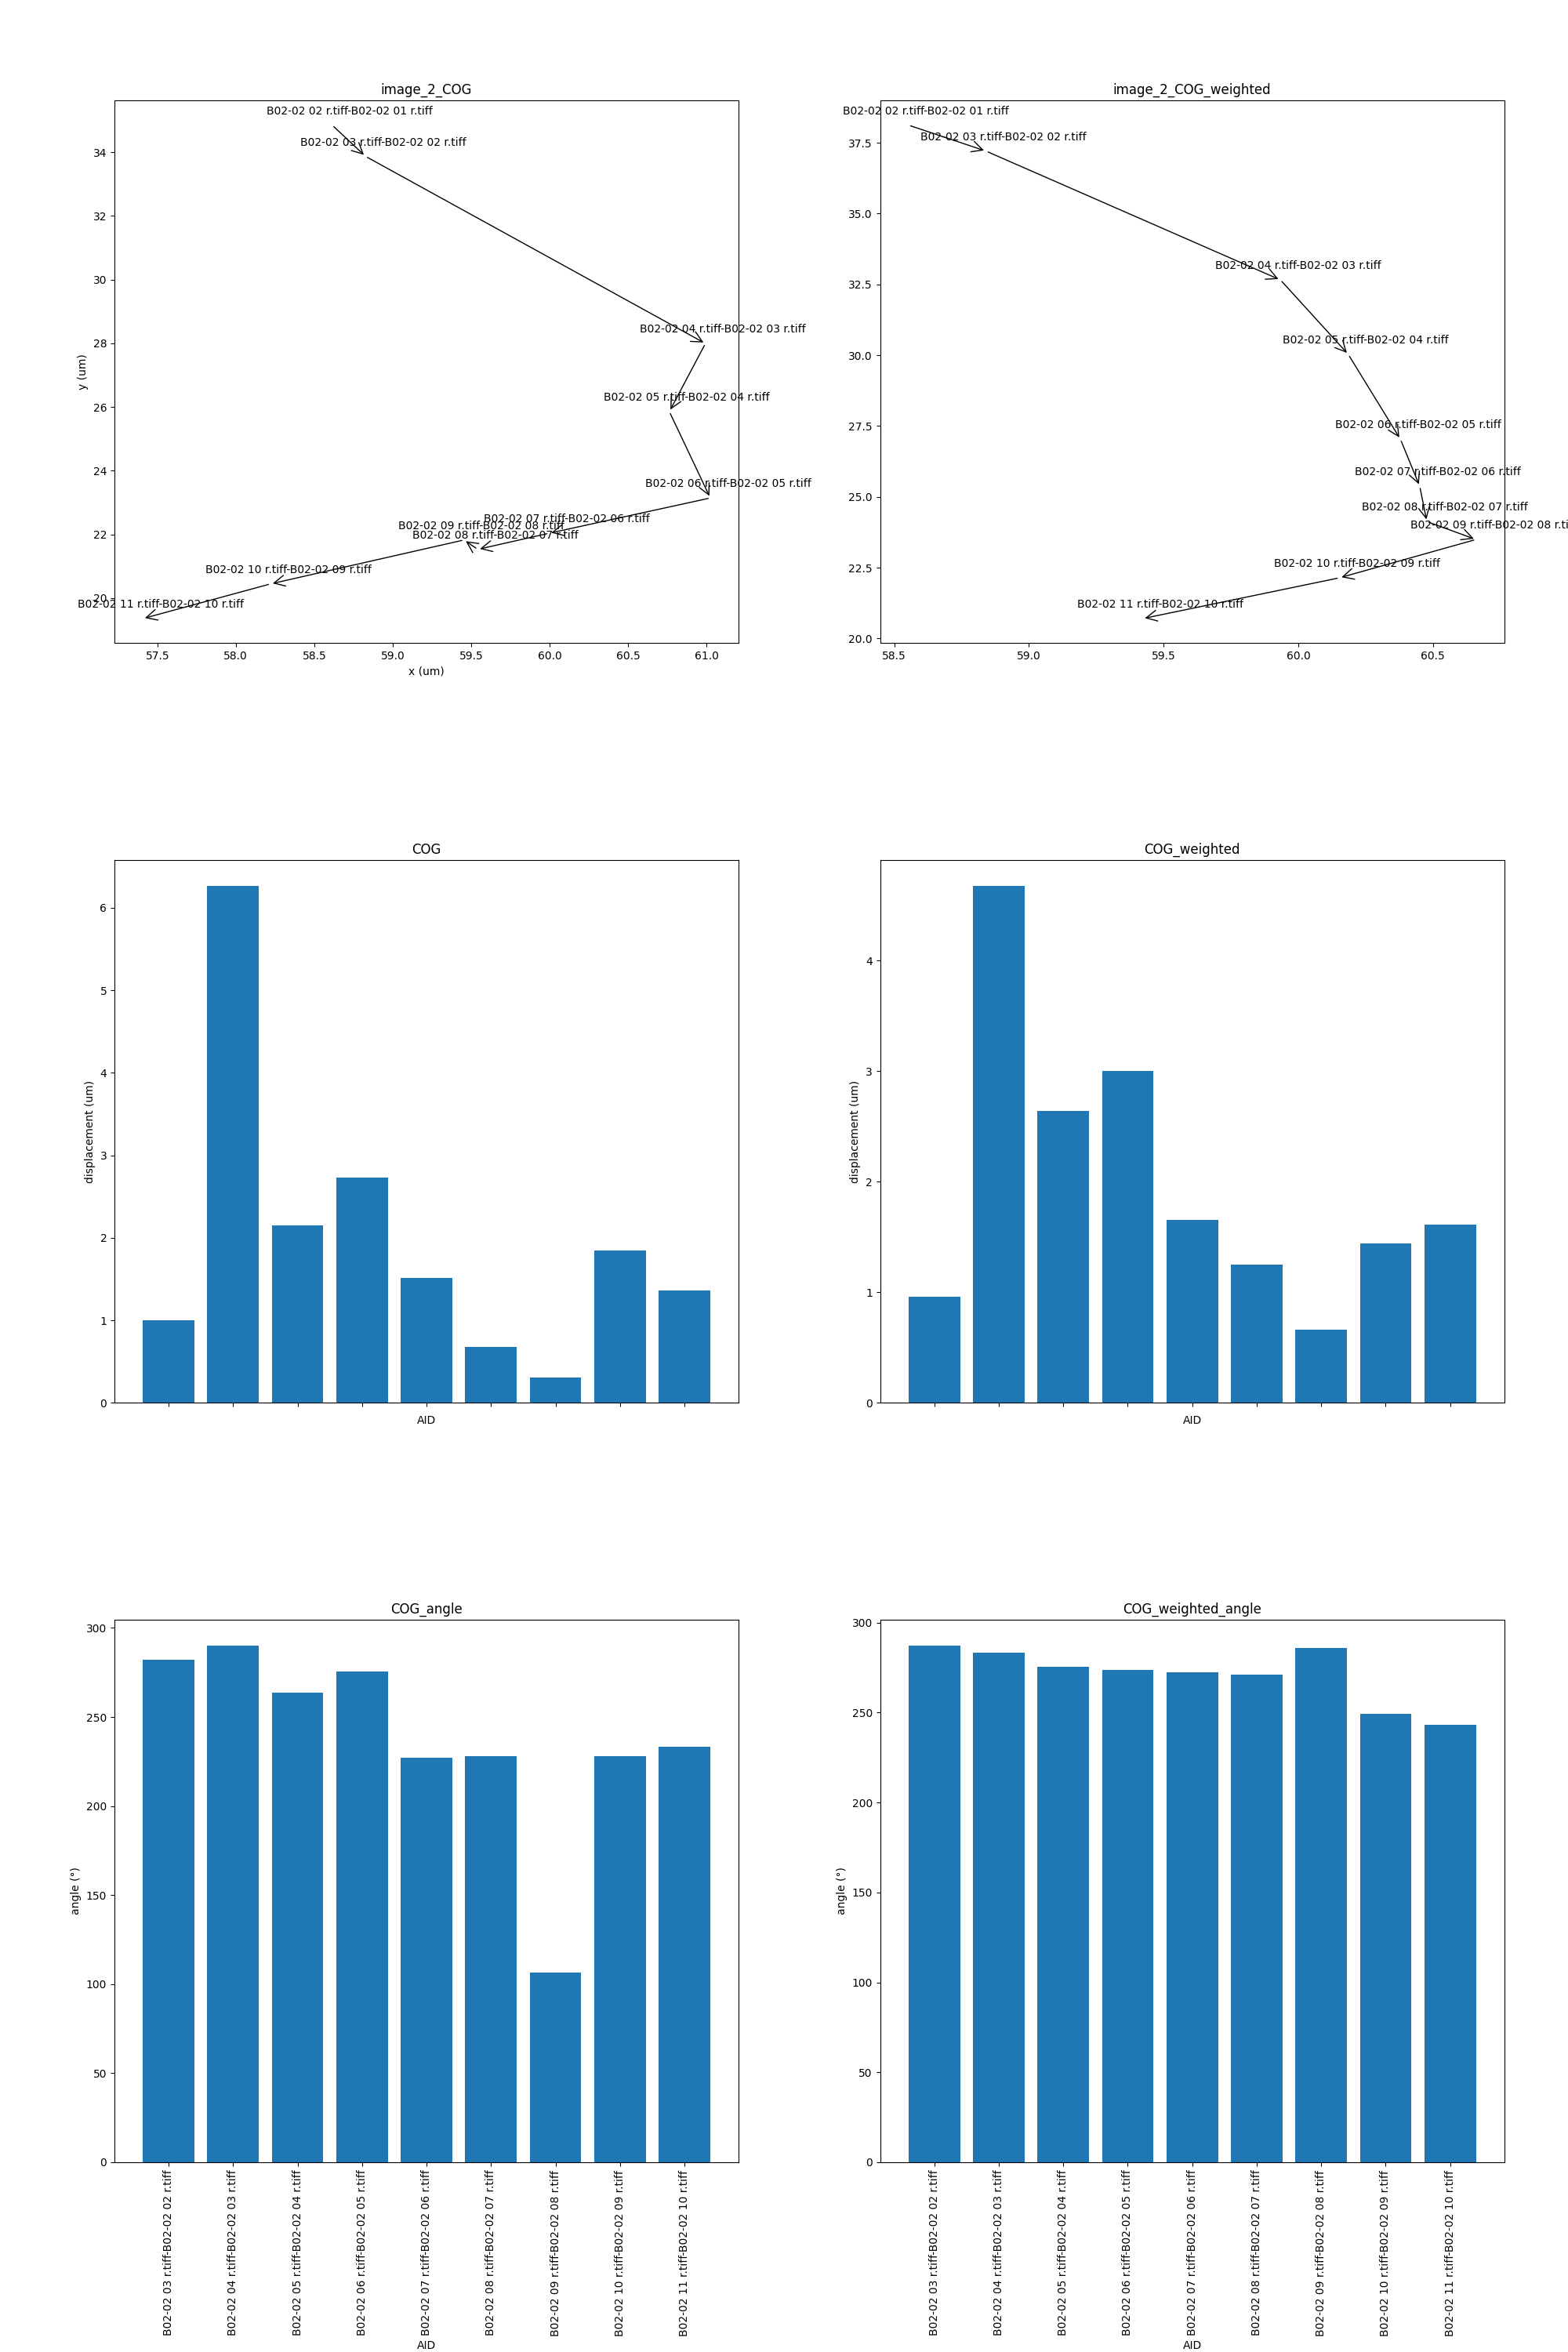 image_2_COG
B02-02 02 r.tiff-B02-02 01 r.tiff
B02-02 03 r.tiff-B02-02 02 r.tiff
B02-02 04 r.tiff-B02-02 03 r.tiff
B02-02 05 r.tiff-B02-02 04 r.tiff
B02-02 06 r.tiff-B02-02 05 r.tiff
B02-02 07 r.tiff-B02-02 06 r.tiff
B02-02 09 r.tiff-B02-02 08 r.tiff
B02-02 08 r.tiff-B02-02 07 r.tiff
B02-02 10 r.tiff-B02-02 09 r.tiff
B02-02 11 r.tiff-B02-02 10 r.tiff
34
32
30
28
26
24
22
20
y (um)
57.5 58.0 58.5 59.0 59.5 60.0 60.5 61.0
x (um)
image_2_COG_weighted
B02-02 02 r.tiff-B02-02 01 r.tiff
B02-02 03 r.tiff-B02-02 02 r.tiff
B02-02 04 r.tiff-B02-02 03 r.tiff
B02-02 05 r.tiff-B02-02 04 r.tiff
B02-02 06 r.tiff-B02-02 05 r.tiff
B02-02 07 r.tiff-B02-02 06 r.tiff
B02-02 08 r.tiff-B02-02 07 r.tiff
B02-02 09 r.tiff-B02-02 08 r.ti
B02-02 10 r.tiff-B02-02 09 r.tiff
B02-02 11 r.tiff-B02-02 10 r.tiff
37.5
35.0
32.5
30.0
27.5
25.0
22.5
20.0
58.5 59.0 59.5 60.0 60.5
COG
6
5
4
3
2
1
0
displacement (um)
AID
COG_weighted
4
3
2
1
0
displacement (um)
AID
COG_angle
300
250
200
150
100
50
0
angle (°)
B02-02 03 r.tiff-B02-02 02 r.tiff
B02-02 04 r.tiff-B02-02 03 r.tiff
B02-02 05 r.tiff-B02-02 04 r.tiff
B02-02 06 r.tiff-B02-02 05 r.tiff
B02-02 07 r.tiff-B02-02 06 r.tiff
B02-02 08 r.tiff-B02-02 07 r.tiff
B02-02 09 r.tiff-B02-02 08 r.tiff
B02-02 10 r.tiff-B02-02 09 r.tiff
B02-02 11 r.tiff-B02-02 10 r.tiff
AID
COG_weighted_angle
300
250
200
150
100
50
0
angle (°)
B02-02 03 r.tiff-B02-02 02 r.tiff
B02-02 04 r.tiff-B02-02 03 r.tiff
B02-02 05 r.tiff-B02-02 04 r.tiff
B02-02 06 r.tiff-B02-02 05 r.tiff
B02-02 07 r.tiff-B02-02 06 r.tiff
B02-02 08 r.tiff-B02-02 07 r.tiff
B02-02 09 r.tiff-B02-02 08 r.tiff
B02-02 10 r.tiff-B02-02 09 r.tiff
B02-02 11 r.tiff-B02-02 10 r.tiff
AID